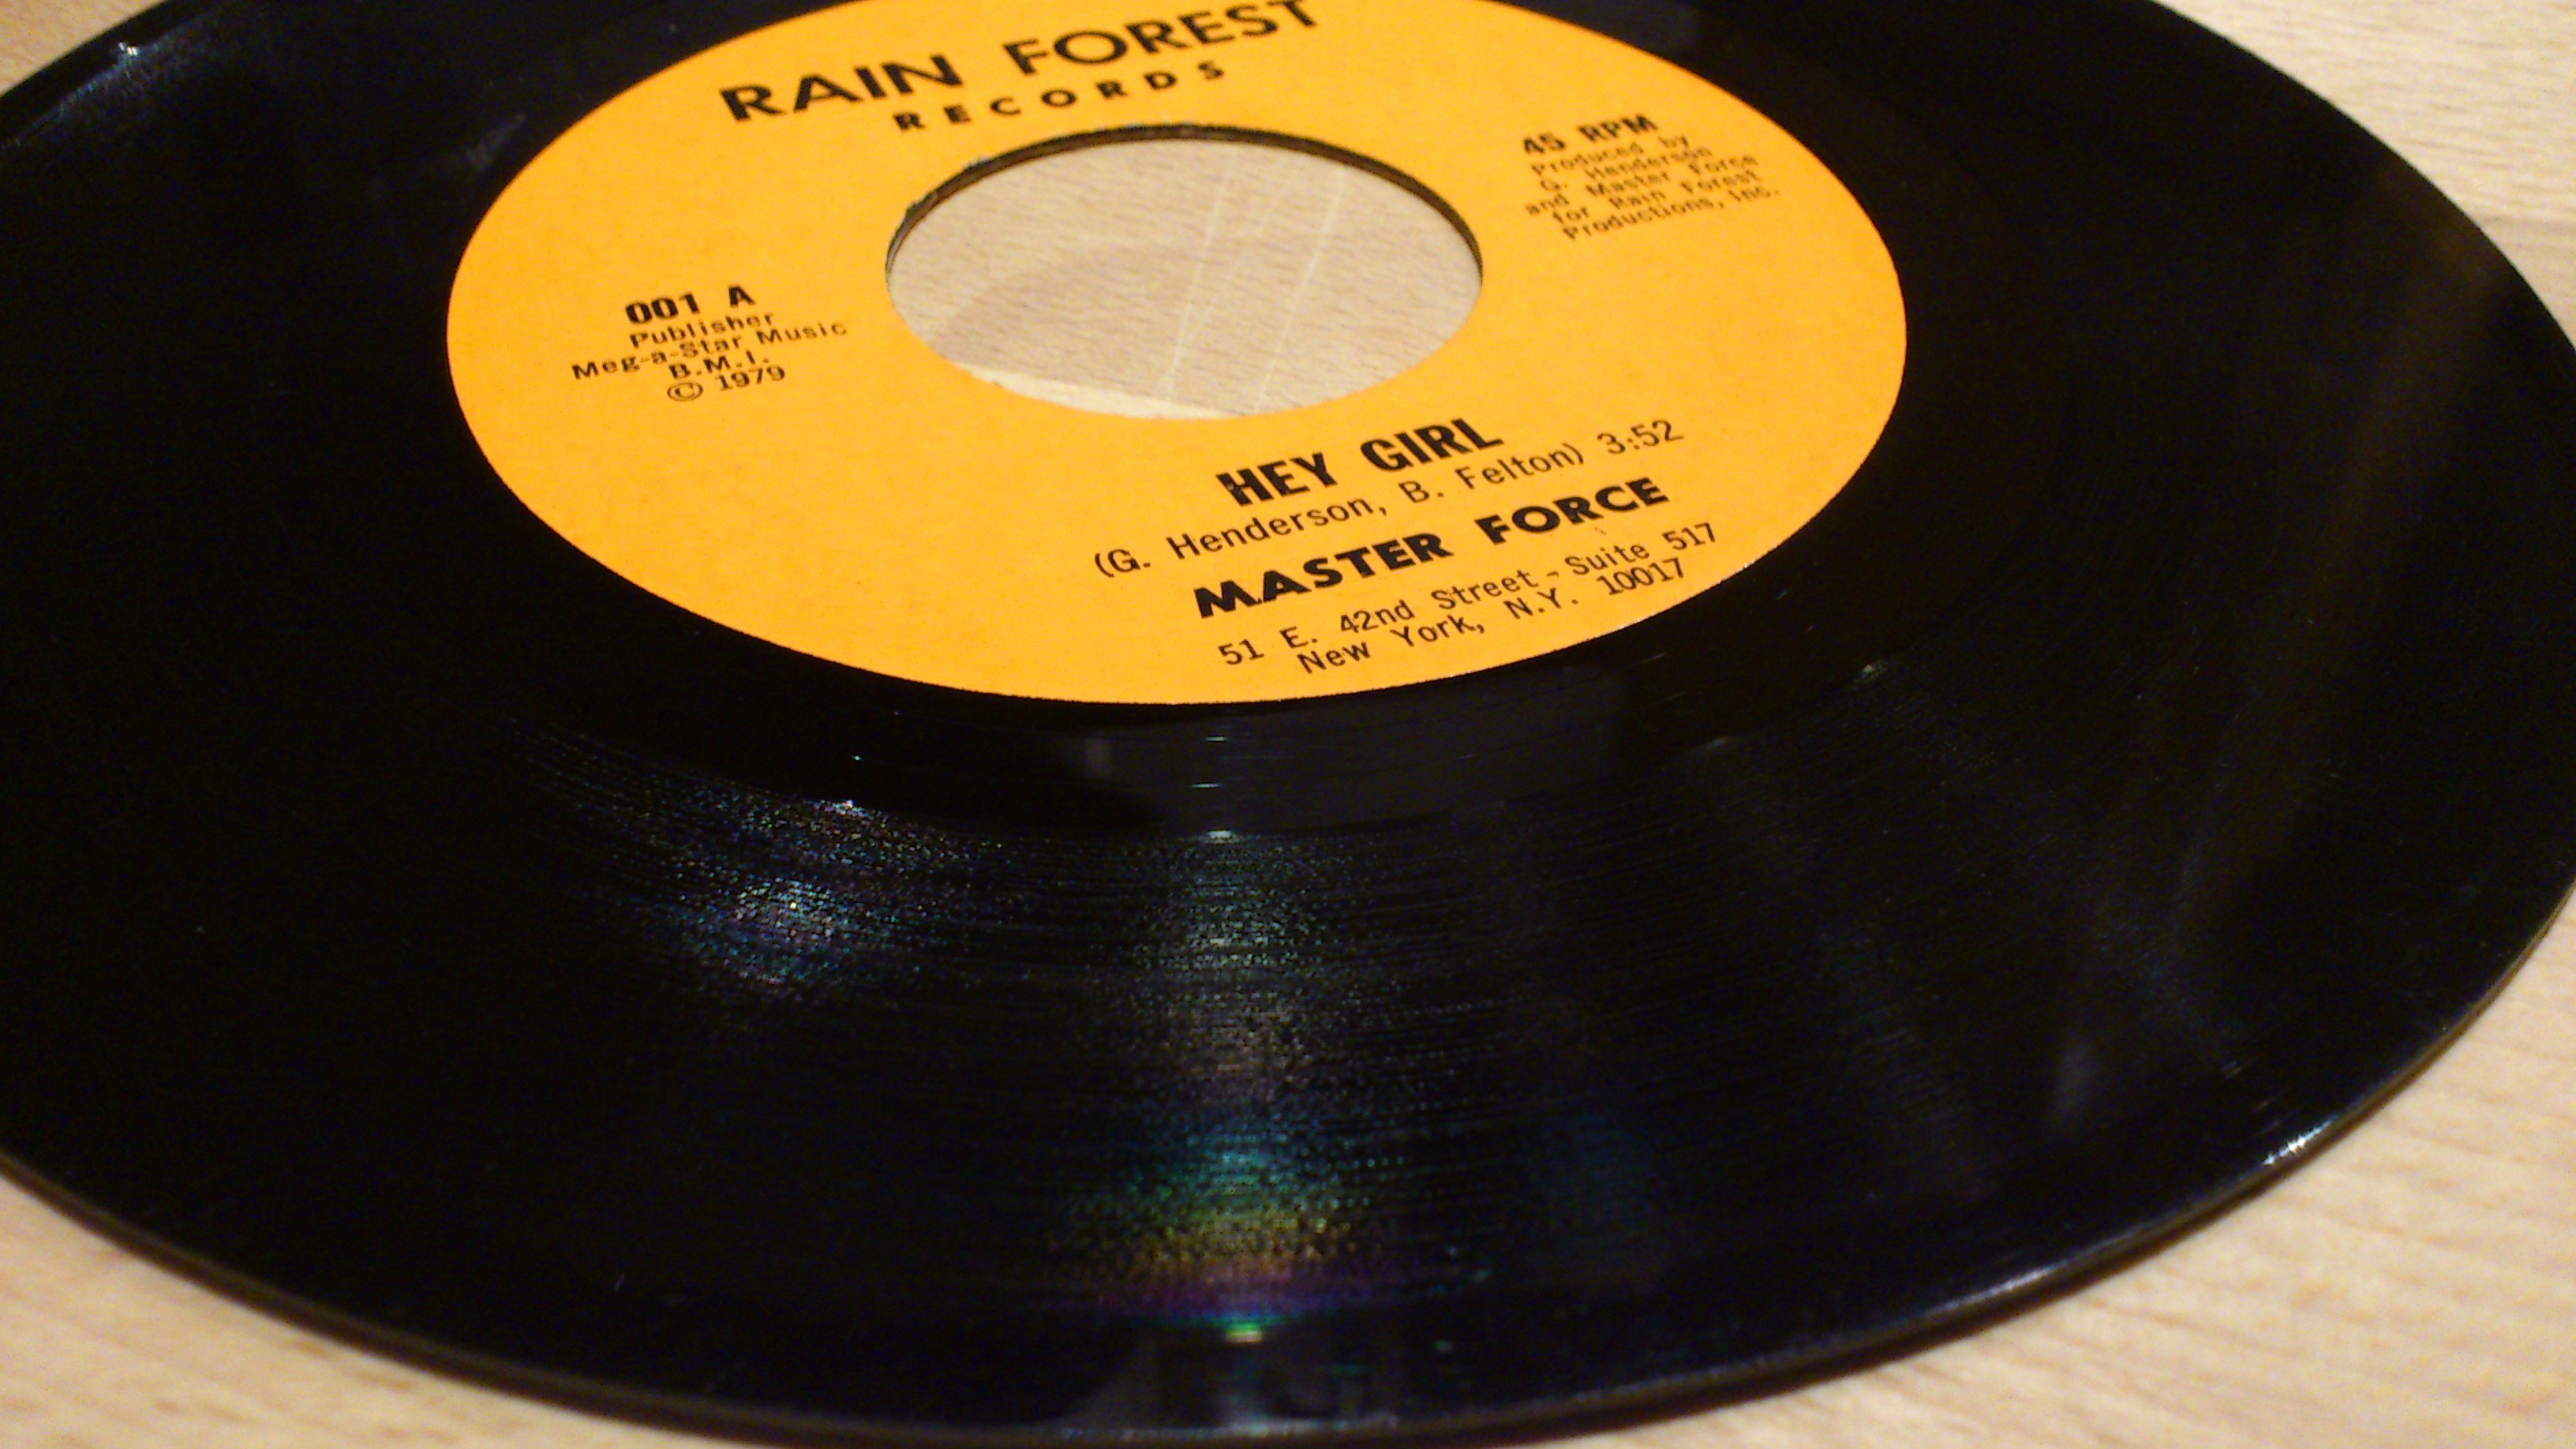 RAIN FOREST
RECORDS
45 RPM
Produced by
G. Henderson
and Master Force
for Rain Forest
Productions, Inc.
001 A
Publisher
Meg-a-Star Music
B.M.I.
© 1979
HEY GIRL
(G. Henderson, B. Felton) 3:52
MASTER FORCE
51 E. 42nd Street - Suite 517
New York, N.Y. 10017